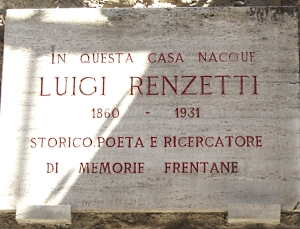 IN QUESTA CASA NACQUE
LUIGI RENZETTI
1860 - 1931
STORICO, POETA E RICERCATORE
DI MEMORIE FRENTANE